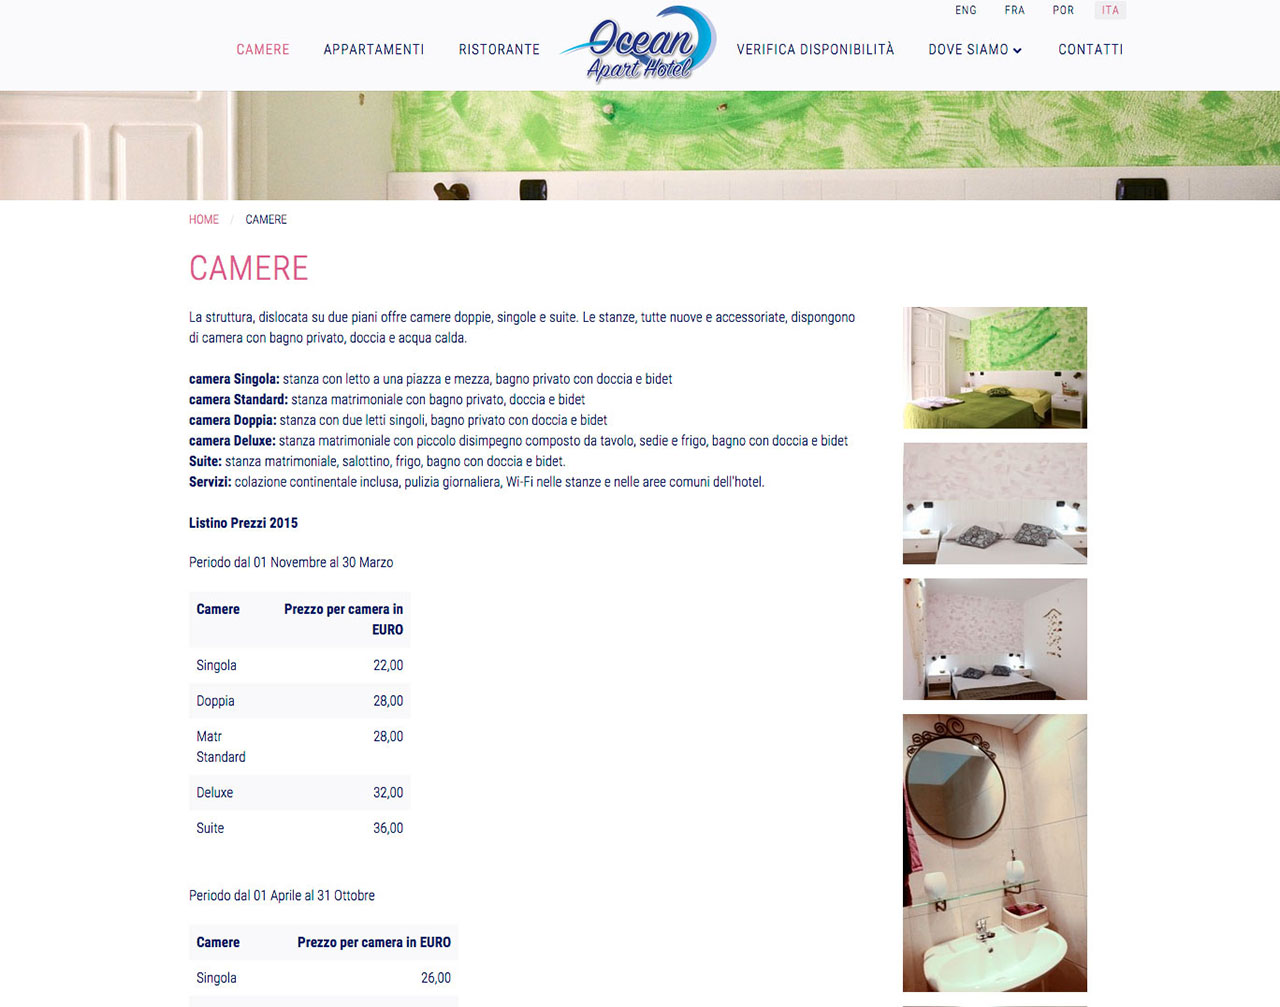 ENG FRA POR ITA
CAMERE APPARTAMENTI RISTORANTE Ocean VERIFICA DISPONIBILITÀ DOVE SIAMO CONTATTI
Apart Hotel
HOME / CAMERE
CAMERE
La struttura, dislocata su due piani offre camere doppie, singole e suite. Le stanze, tutte nuove e accessoriate, dispongono
di camera con bagno privato, doccia e acqua calda.
camera Singola: stanza con letto a una piazza e mezza, bagno privato con doccia e bidet
camera Standard: stanza matrimoniale con bagno privato, doccia e bidet
camera Doppia: stanza con due letti singoli, bagno privato con doccia e bidet
camera Deluxe: stanza matrimoniale con piccolo disimpegno composto da tavolo, sedie e frigo, bagno con doccia e bidet
Suite: stanza matrimoniale, salottino, frigo, bagno con doccia e bidet.
Servizi: colazione continentale inclusa, pulizia giornaliera, Wi-Fi nelle stanze e nelle aree comuni dell'hotel.
Listino Prezzi 2015
Periodo dal 01 Novembre al 30 Marzo
Camere Prezzo per camera in
EURO
Singola 22,00
Doppia 28,00
Matr 28,00
Standard
Deluxe 32,00
Suite 36,00
Periodo dal 01 Aprile al 31 Ottobre
Camere Prezzo per camera in EURO
Singola 26,00